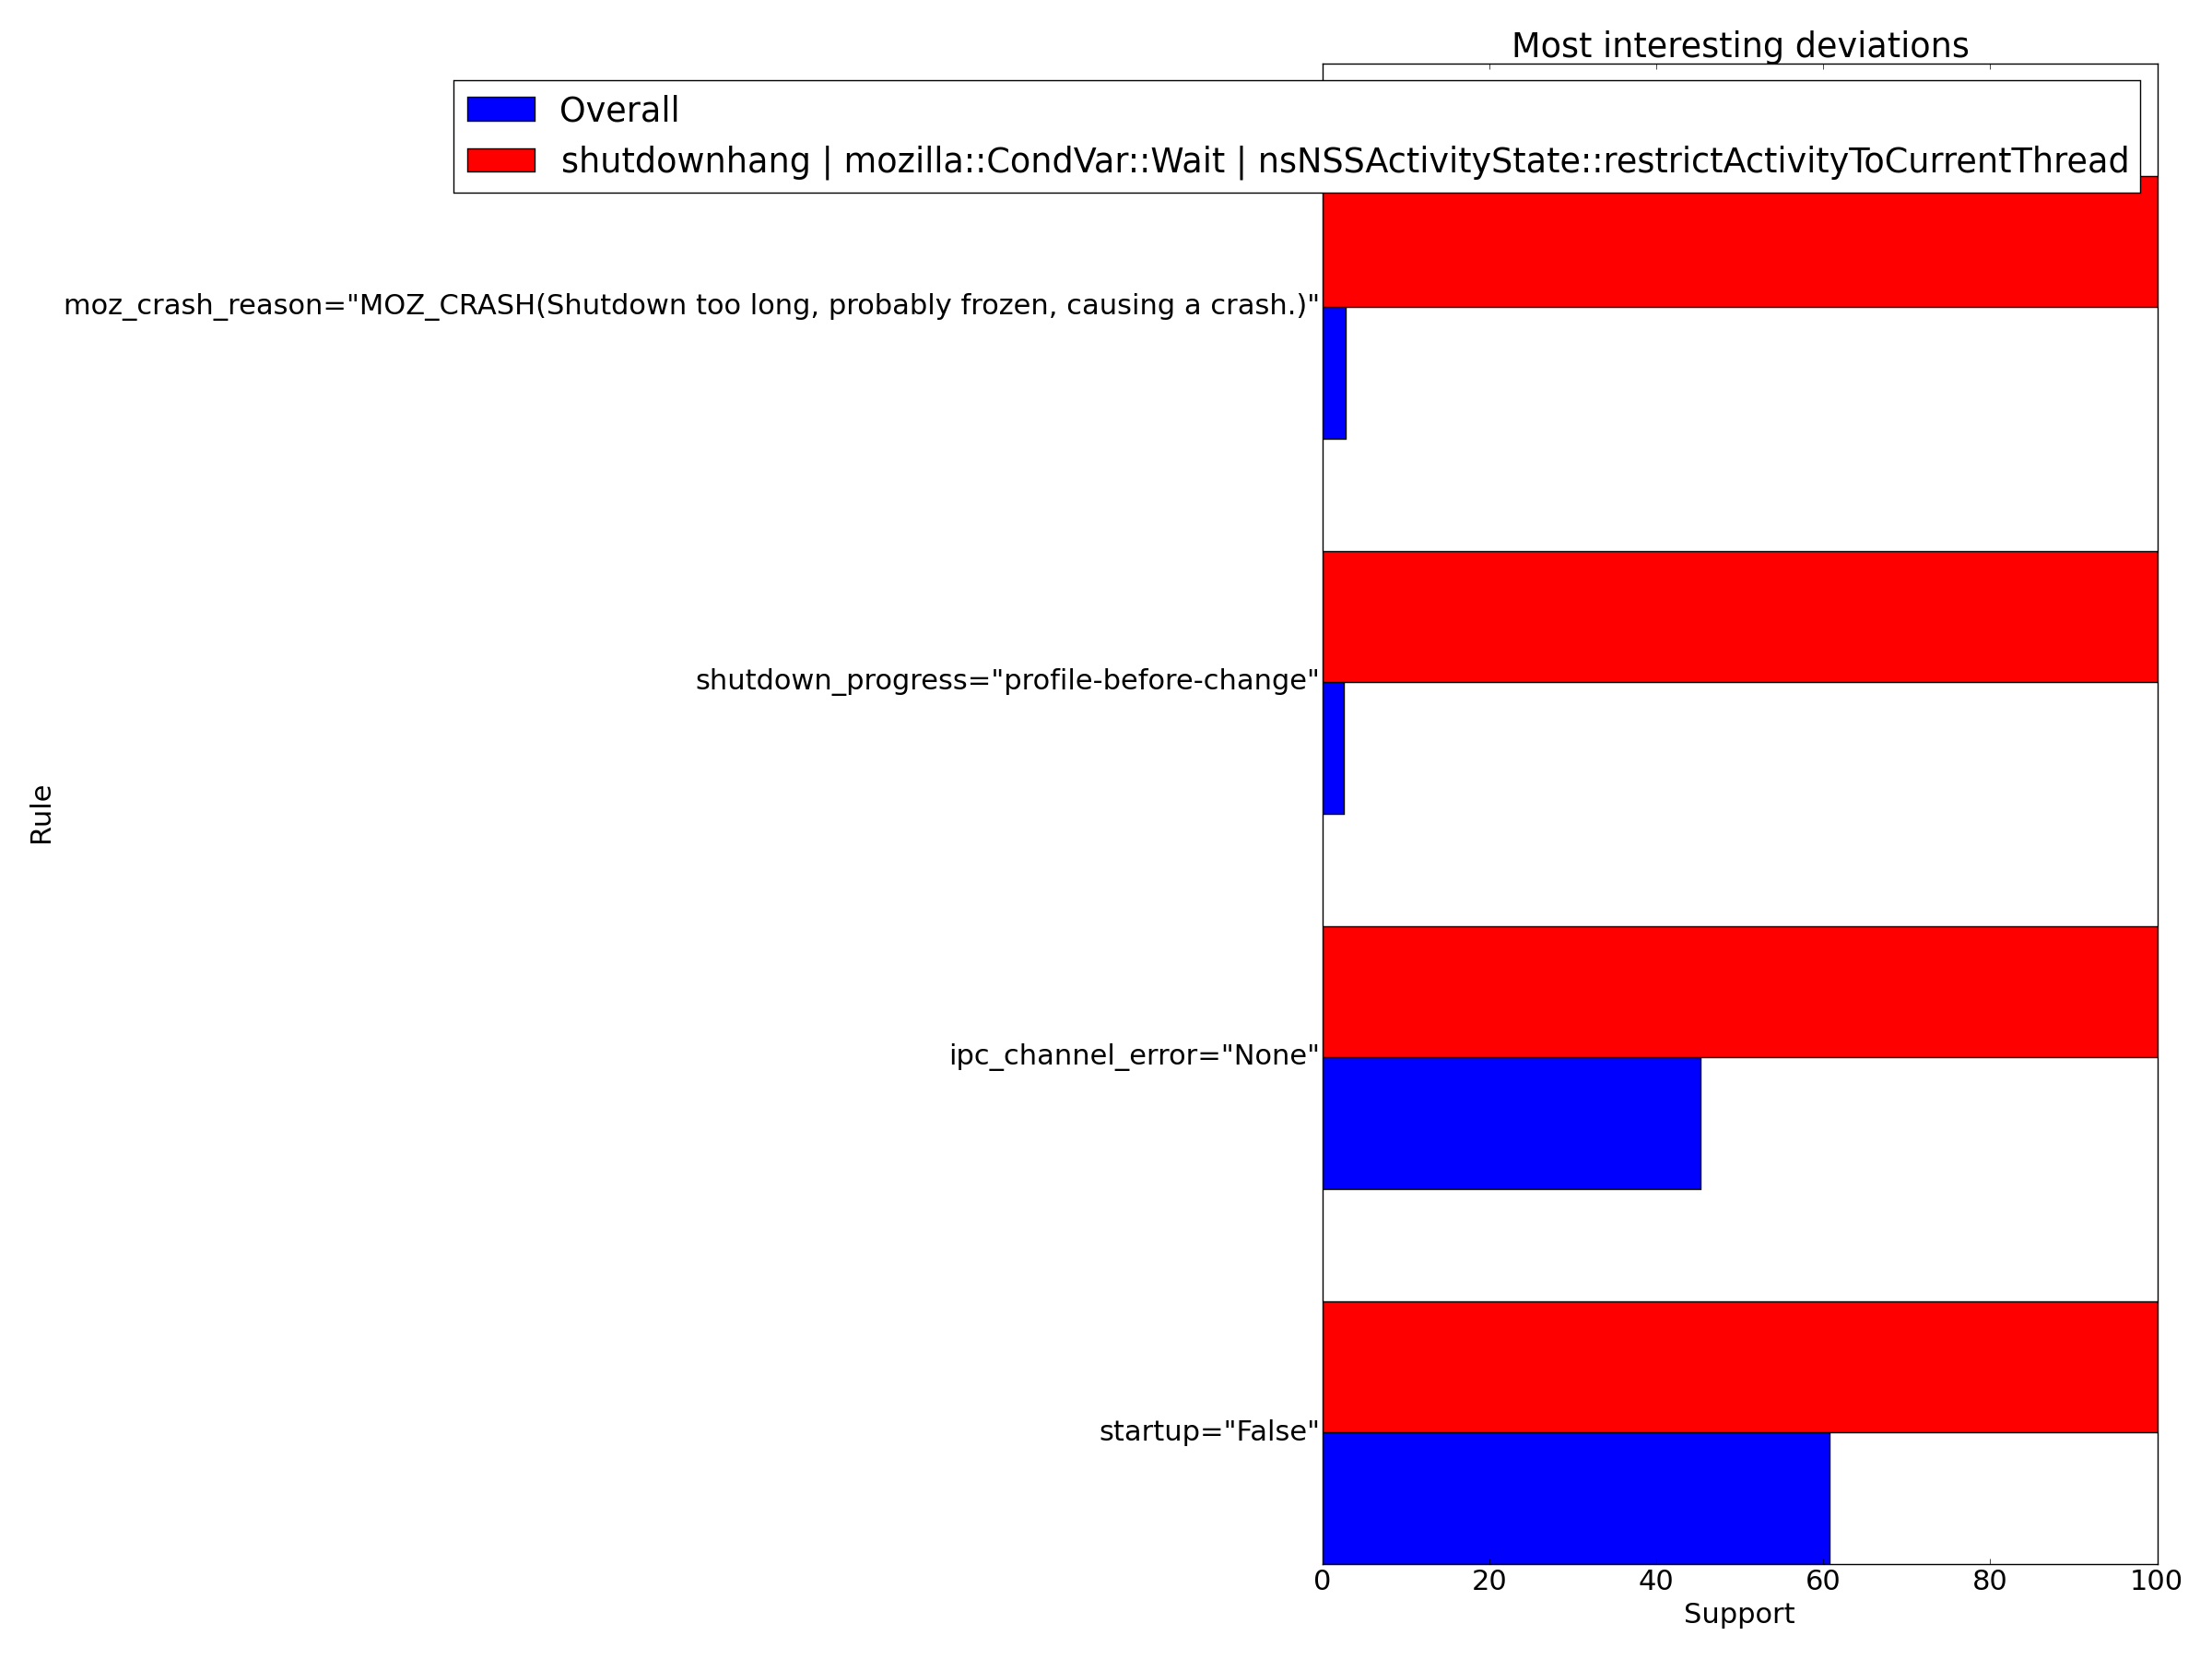 Most interesting deviations
Overall
shutdownhang | mozilla::CondVar::Wait | nsNSSActivityState::restrictActivityToCurrentThread
moz_crash_reason="MOZ_CRASH(Shutdown too long, probably frozen, causing a crash.)"
shutdown_progress="profile-before-change"
Rule
ipc_channel_error="None"
startup="False"
0 20 40 60 80 100
Support